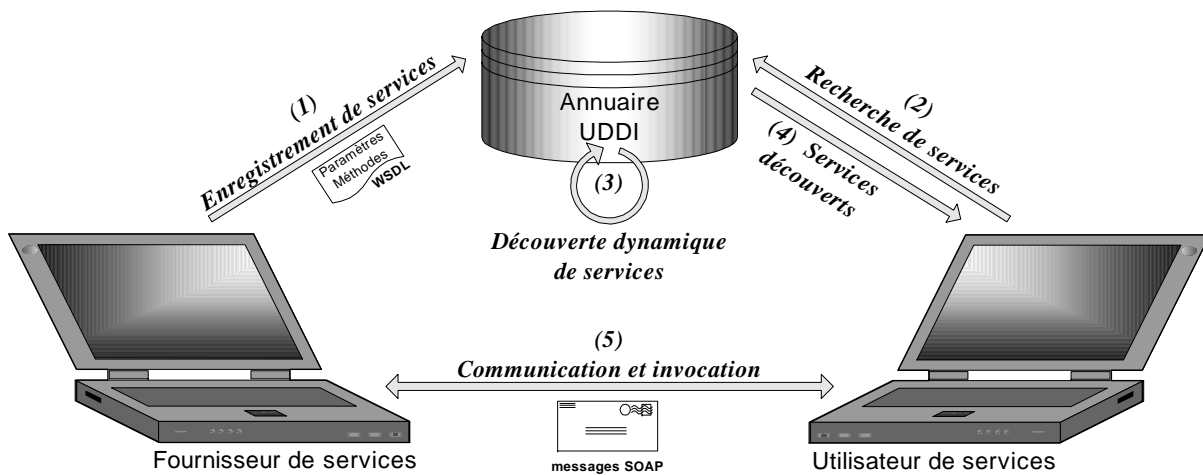 (1)
Enregistrement de services
Paramètres
Méthodes
WSDL
Annuaire
UDDI
(2)
Recherche de services
(4) Services
découverts
(3)
Découverte dynamique
de services
(5)
Communication et invocation
messages SOAP
Fournisseur de services
Utilisateur de services